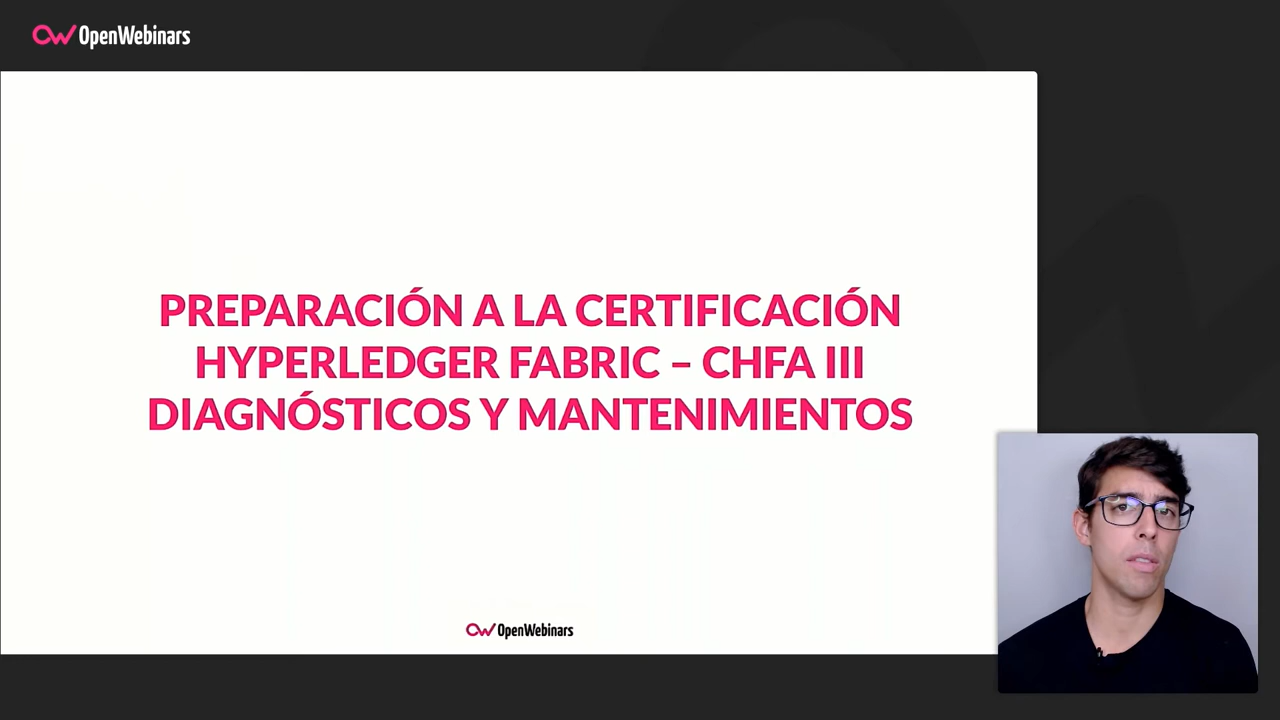 OpenWebinars
PREPARACIÓN A LA CERTIFICACIÓN
HYPERLEDGER FABRIC – CHFA III
DIAGNÓSTICOS Y MANTENIMIENTOS
OpenWebinars